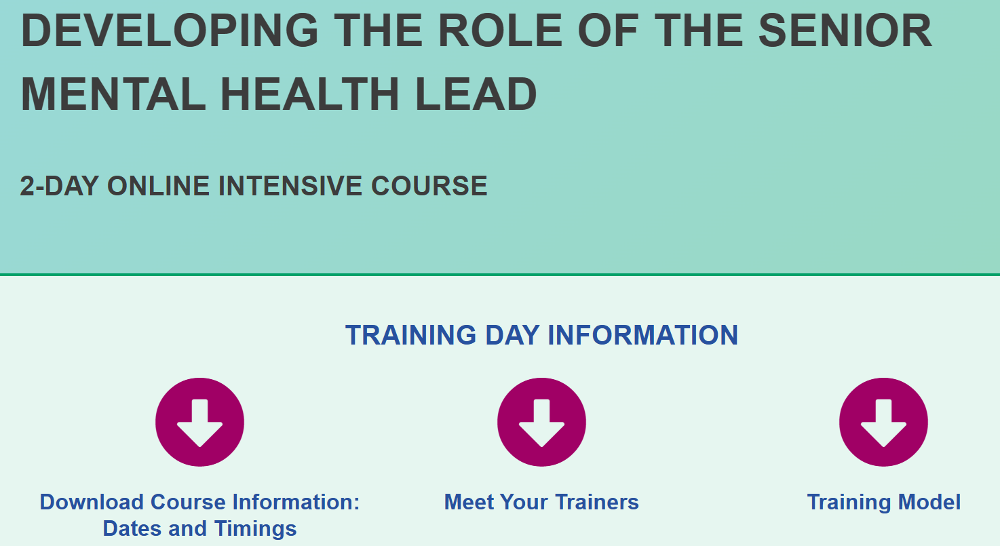 DEVELOPING THE ROLE OF THE SENIOR
MENTAL HEALTH LEAD
2-DAY ONLINE INTENSIVE COURSE
TRAINING DAY INFORMATION
Download Course Information:
Dates and Timings
Meet Your Trainers
Training Model